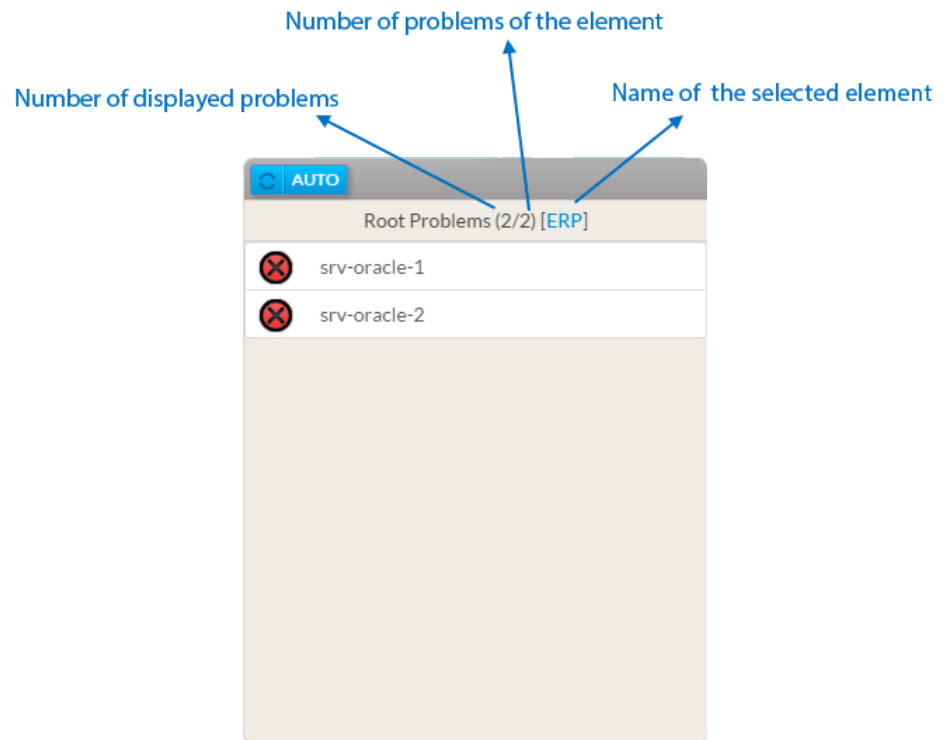 Number of problems of the element
Number of displayed problems
Name of the selected element
AUTO
Root Problems (2/2) [ERP]
srv-oracle-1
srv-oracle-2